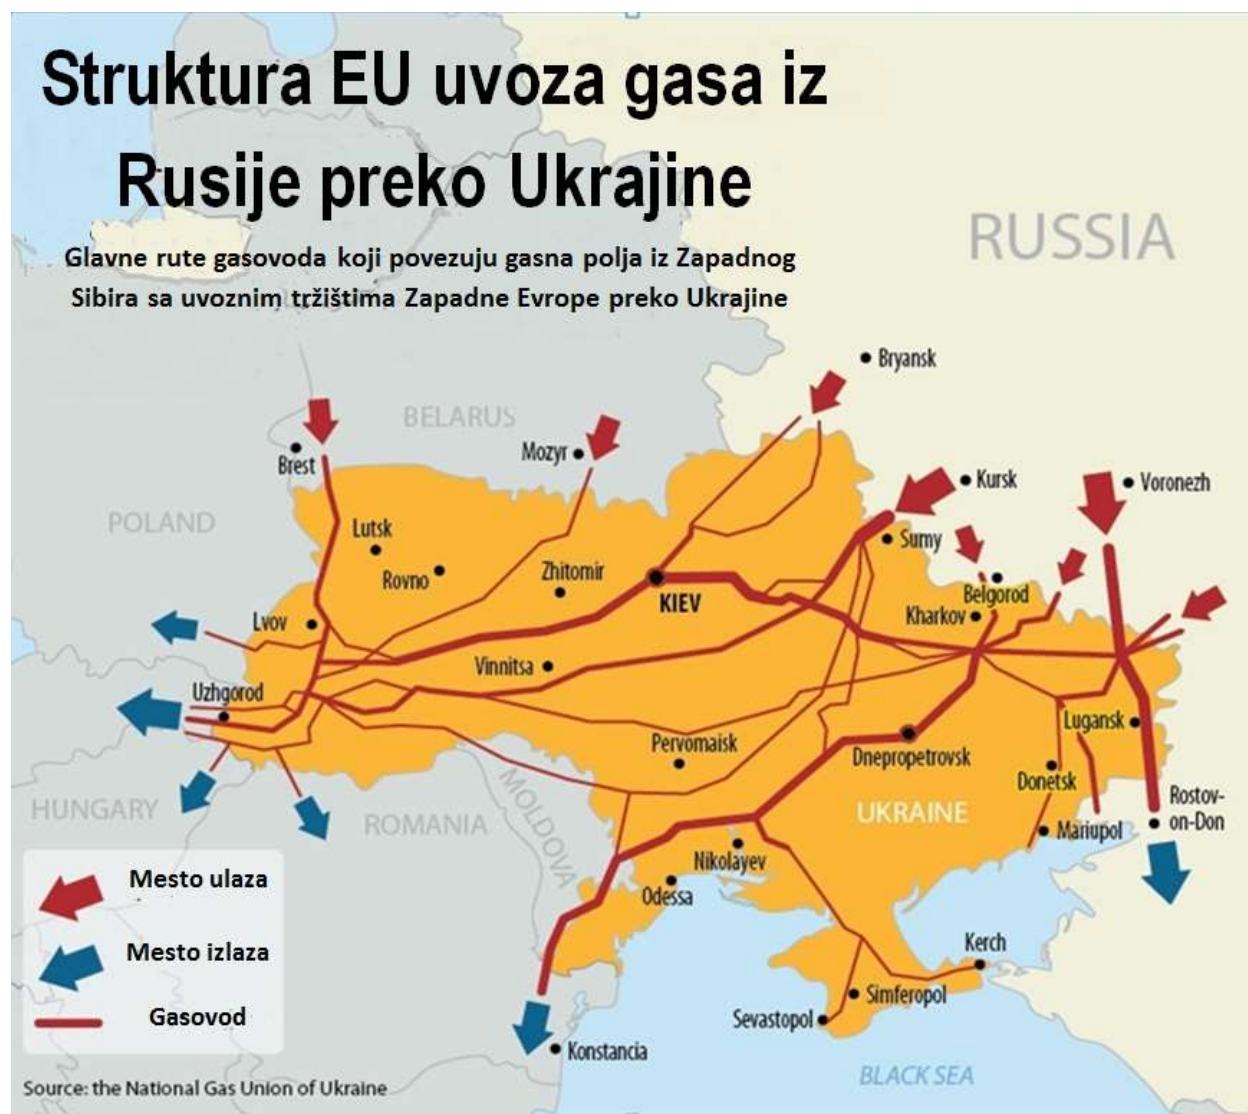 Struktura EU uvoza gasa iz
Rusije preko Ukrajine
Glavne rute gasovoda koji povezuju gasna polja iz Zapadnog
Sibira sa uvoznim tržištima Zapadne Evrope preko Ukrajine
RUSSIA
Bryansk
BELARUS
Mozyr
Brest
Kursk
Voronezh
POLAND
Lutsk
Sumy
Rovno
Zhitomir
KIEV
Belgorod
Kharkov
Lvov
Vinnitsa
Uzhgorod
Lugansk
Pervomaisk
Dnepropetrovsk
Donetsk
HUNGARY
ROMANIA
MOLDOVA
UKRAINE
Rostov-
on-Don
Mariupol
Nikolayev
Odessa
Mesto ulaza
Mesto izlaza
Gasovod
Kerch
Simferopol
Sevastopol
Konstancia
BLACK SEA
Source: the National Gas Union of Ukraine